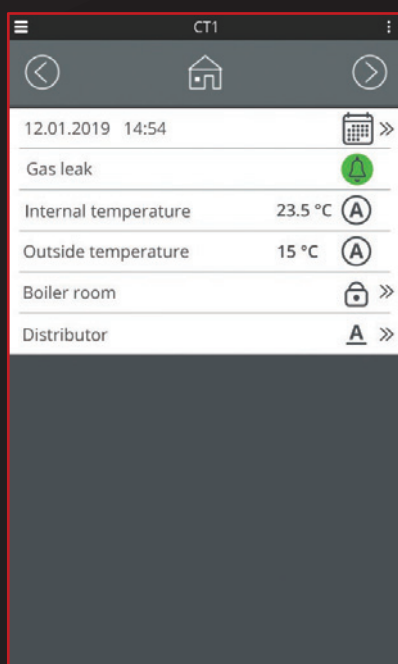 CT1
12.01.2019 14:54
Gas leak
Internal temperature 23.5 °C A
Outside temperature 15 °C A
Boiler room
Distributor A